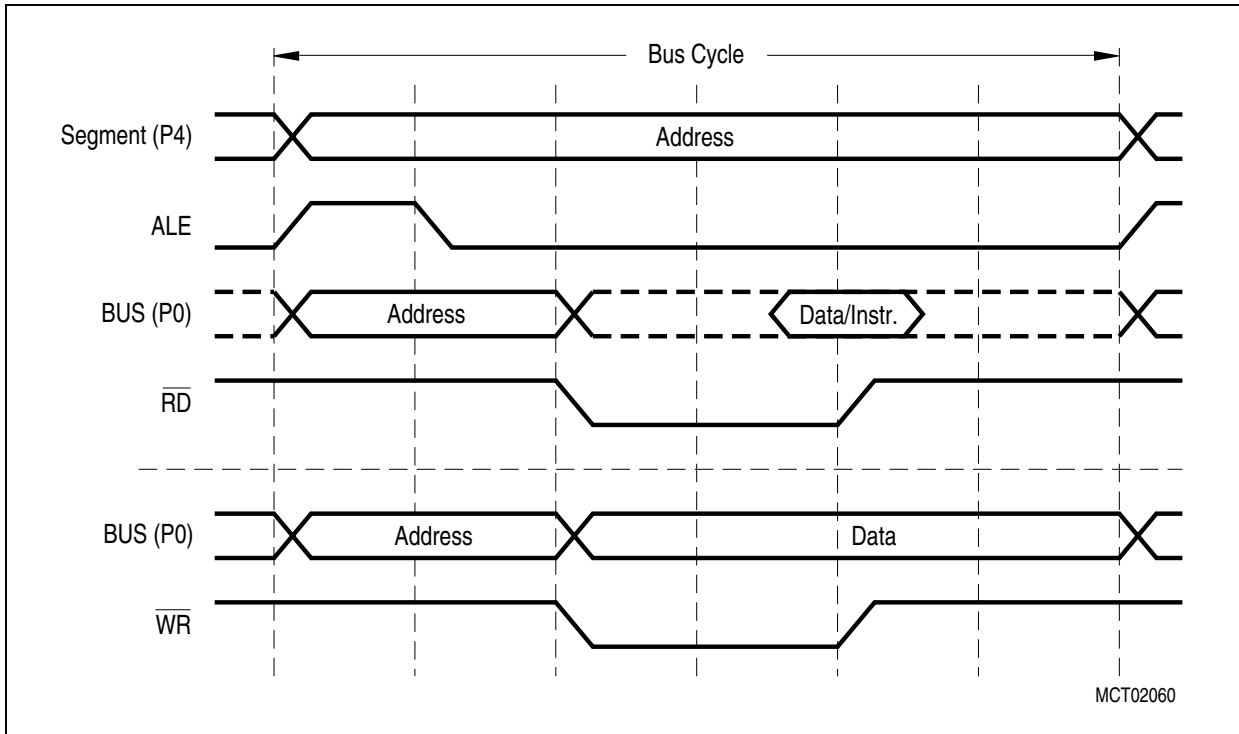 Bus Cycle
Segment (P4)
Address
ALE
BUS (P0)
Address
Data/Instr.
RD
BUS (P0)
Address
Data
WR
MCT02060